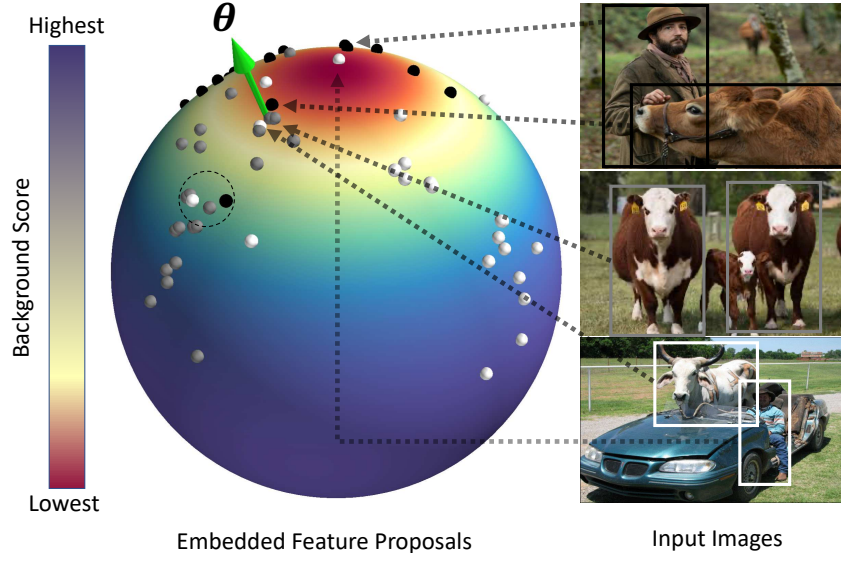 θ
Highest
Background Score
Lowest
Embedded Feature Proposals
Input Images